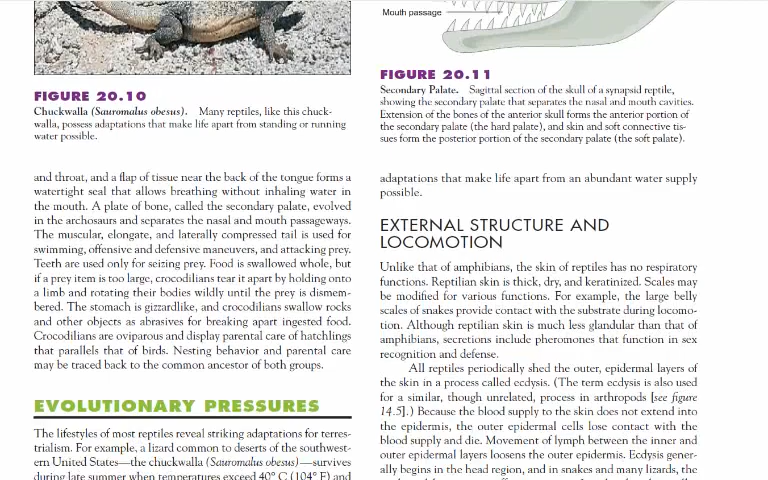 FIGURE 20.10
Chuckwalla (Sauromalus obesus). Many reptiles, like this chuck-
walla, possess adaptations that make life apart from standing or running
water possible.
and throat, and a flap of tissue near the back of the tongue forms a
watertight seal that allows breathing without inhaling water in
the mouth. A plate of bone, called the secondary palate, evolved
in the archosaurs and separates the nasal and mouth passageways.
The muscular, elongate, and laterally compressed tail is used for
swimming, offensive and defensive maneuvers, and attacking prey.
Teeth are used only for seizing prey. Food is swallowed whole, but
if a prey item is too large, crocodilians tear it apart by holding onto
a limb and rotating their bodies wildly until the prey is dismem-
bered. The stomach is gizzardlike, and crocodilians swallow rocks
and other objects as abrasives for breaking apart ingested food.
Crocodilians are oviparous and display parental care of hatchlings
that parallels that of birds. Nesting behavior and parental care
may be traced back to the common ancestor of both groups.
EVOLUTIONARY PRESSURES
The lifestyles of most reptiles reveal striking adaptations for terres-
trialism. For example, a lizard common to deserts of the southwest-
ern United States—the chuckwalla (Sauromalus obesus)—survives
during late summer when temperatures exceed 40° C (104° F) and
Mouth passage
FIGURE 20.11
Secondary Palate. Sagittal section of the skull of a synapsid reptile,
showing the secondary palate that separates the nasal and mouth cavities.
Extension of the bones of the anterior skull forms the anterior portion of
the secondary palate (the hard palate), and skin and soft connective tis-
sues form the posterior portion of the secondary palate (the soft palate).
adaptations that make life apart from an abundant water supply
possible.
EXTERNAL STRUCTURE AND
LOCOMOTION
Unlike that of amphibians, the skin of reptiles has no respiratory
functions. Reptilian skin is thick, dry, and keratinized. Scales may
be modified for various functions. For example, the large belly
scales of snakes provide contact with the substrate during locomo-
tion. Although reptilian skin is much less glandular than that of
amphibians, secretions include pheromones that function in sex
recognition and defense.
All reptiles periodically shed the outer, epidermal layers of
the skin in a process called ecdysis. (The term ecdysis is also used
for a similar, though unrelated, process in arthropods [see figure
14.5].) Because the blood supply to the skin does not extend into
the epidermis, the outer epidermal cells lose contact with the
blood supply and die. Movement of lymph between the inner and
outer epidermal layers loosens the outer epidermis. Ecdysis gener-
ally begins in the head region, and in snakes and many lizards, the